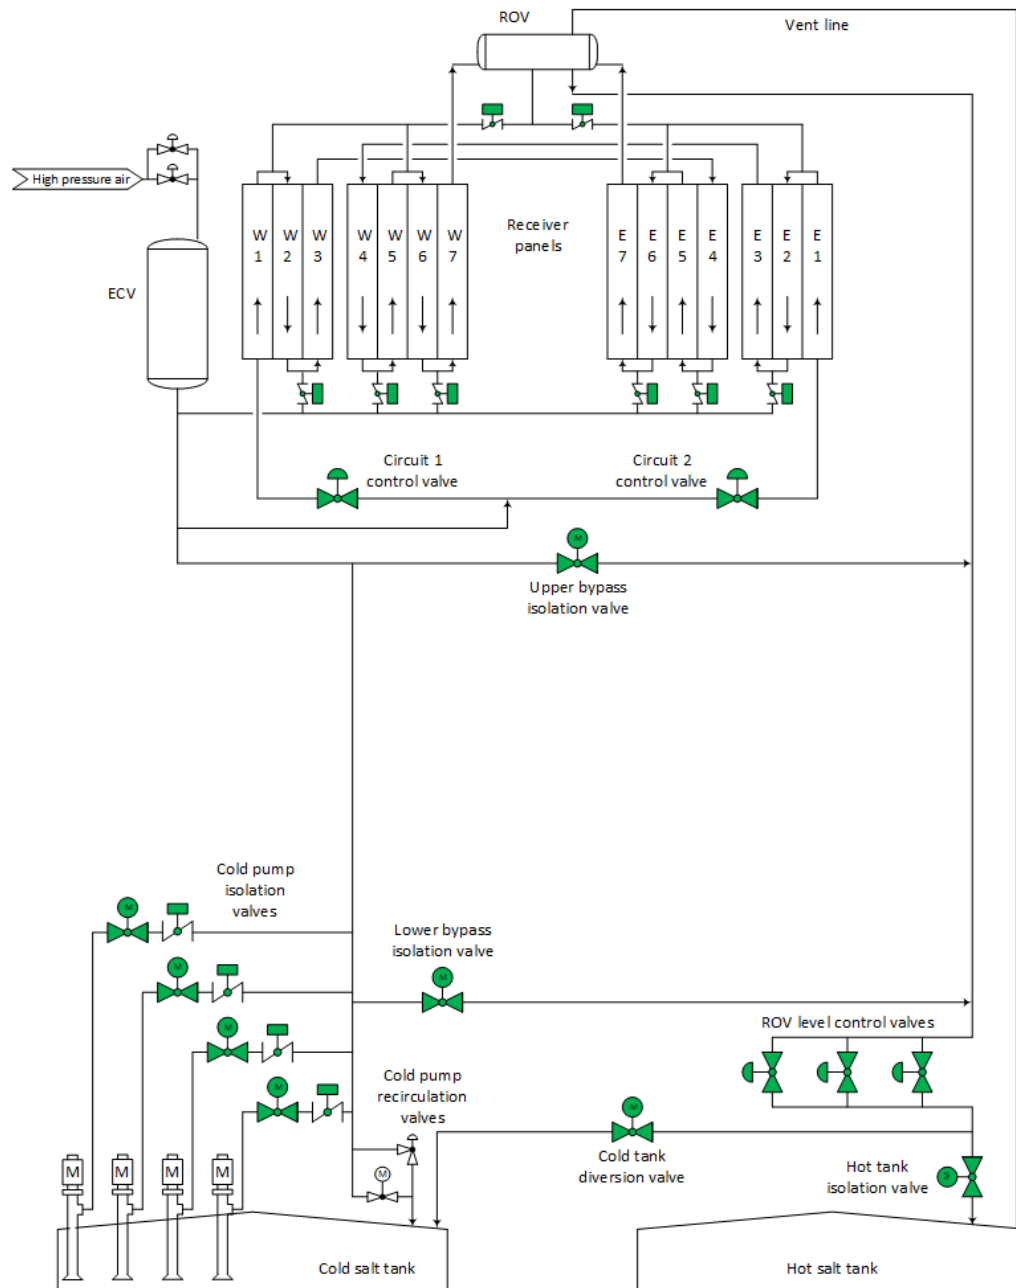 ROV
Vent line
High pressure air
ECV
W 1
W 2
W 3
W 4
W 5
W 6
W 7
Receiver
panels
E 7
E 6
E 5
E 4
E 3
E 2
E 1
Circuit 1
control valve
Circuit 2
control valve
M
Upper bypass
isolation valve
Cold pump
isolation
valves
M
M
M
M
Lower bypass
isolation valve
M
ROV level control valves
Cold pump
recirculation
valves
M
M
Cold tank
diversion valve
Hot tank
isolation valve
M
M
M
M
M
Cold salt tank
Hot salt tank